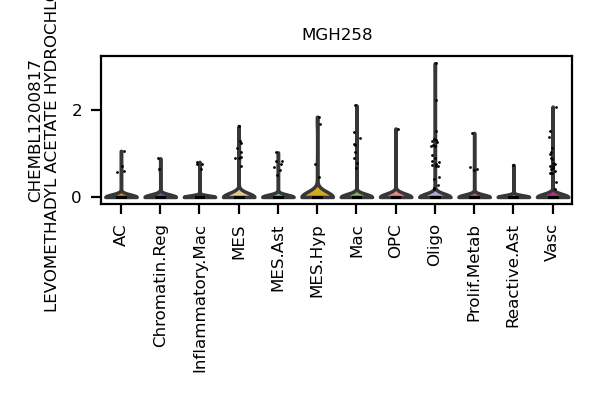 MGH258
CHEMBL1200817
LEVOMETHADYL ACETATE
2
0
AC
Chromatin.Reg
Inflammatory.Mac
MES
MES.Ast
MES.Hyp
Mac
OPC
Oligo
Prolif.Metab
Reactive.Ast
Vasc